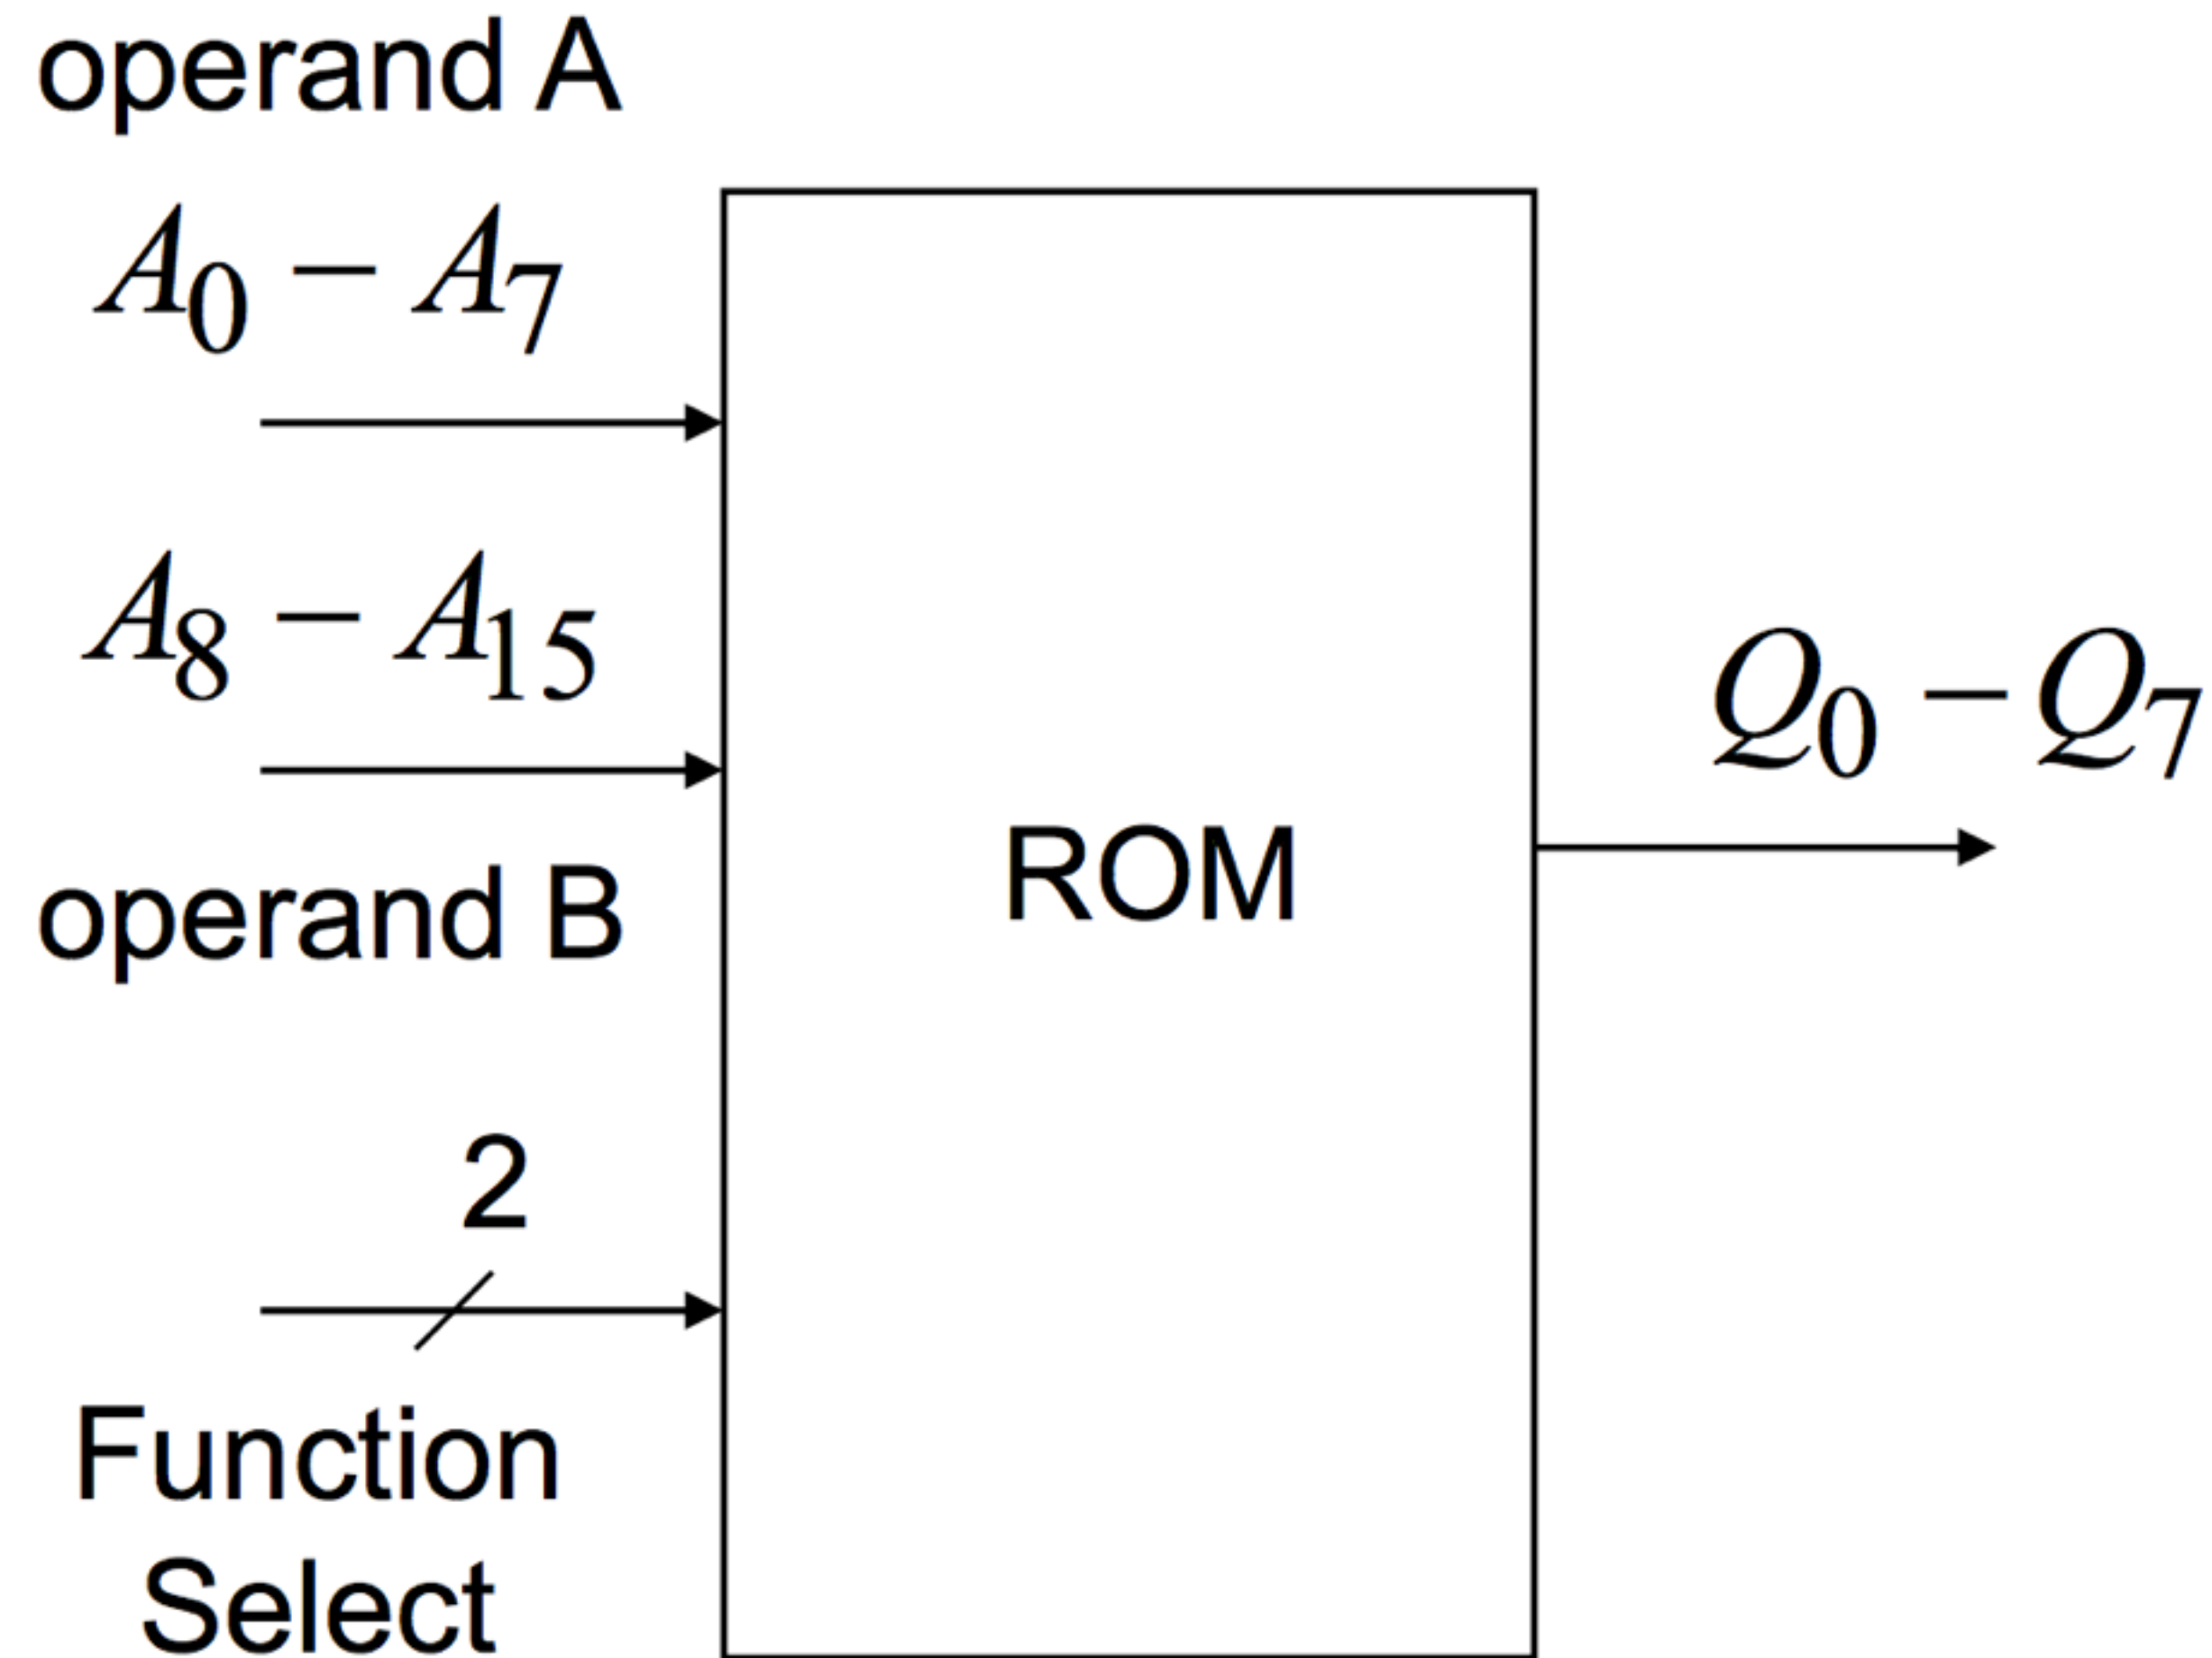 operand A
A₀ – A₇
A₈ – A₁₅
operand B
2
Function
Select
ROM
Q₀ – Q₇